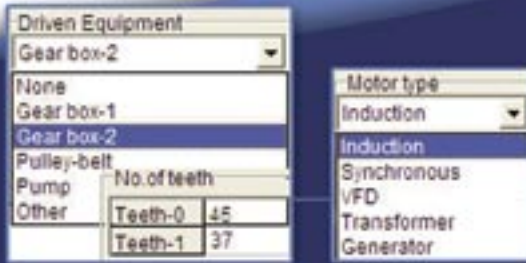 Driven Equipment
Gear box-2
None
Gear box-1
Gear box-2
Pulley-belt
Pump
Other
No.of teeth
Teeth-0 45
Teeth-1 37
Motor type
Induction
Induction
Synchronous
VFD
Transformer
Generator